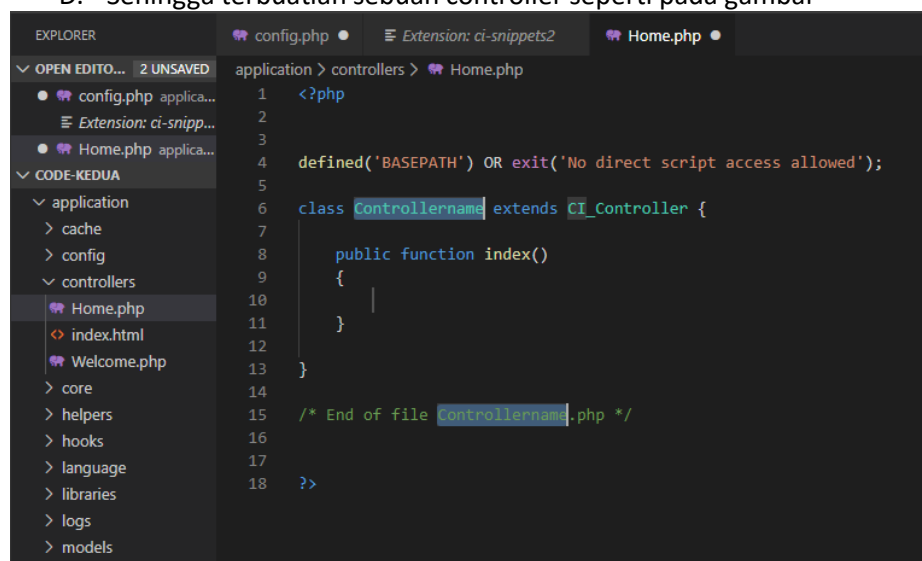 D. Sehingga terbuatlah sebuah controller seperti pada gambar
EXPLORER
OPEN EDITO... 2 UNSAVED
config.php applica...
Extension: ci-snipp...
Home.php applica...
CODE-KEDUA
application
cache
config
controllers
Home.php
index.html
Welcome.php
core
helpers
hooks
language
libraries
logs
models
config.php
Extension: ci-snippets2
Home.php
application > controllers > Home.php
1 <?php
2
3
4 defined('BASEPATH') OR exit('No direct script access allowed');
5
6 class Controllername extends CI_Controller {
7
8 public function index()
9 {
10
11 }
12
13 }
14
15 /* End of file Controllername.php */
16
17
18 ?>